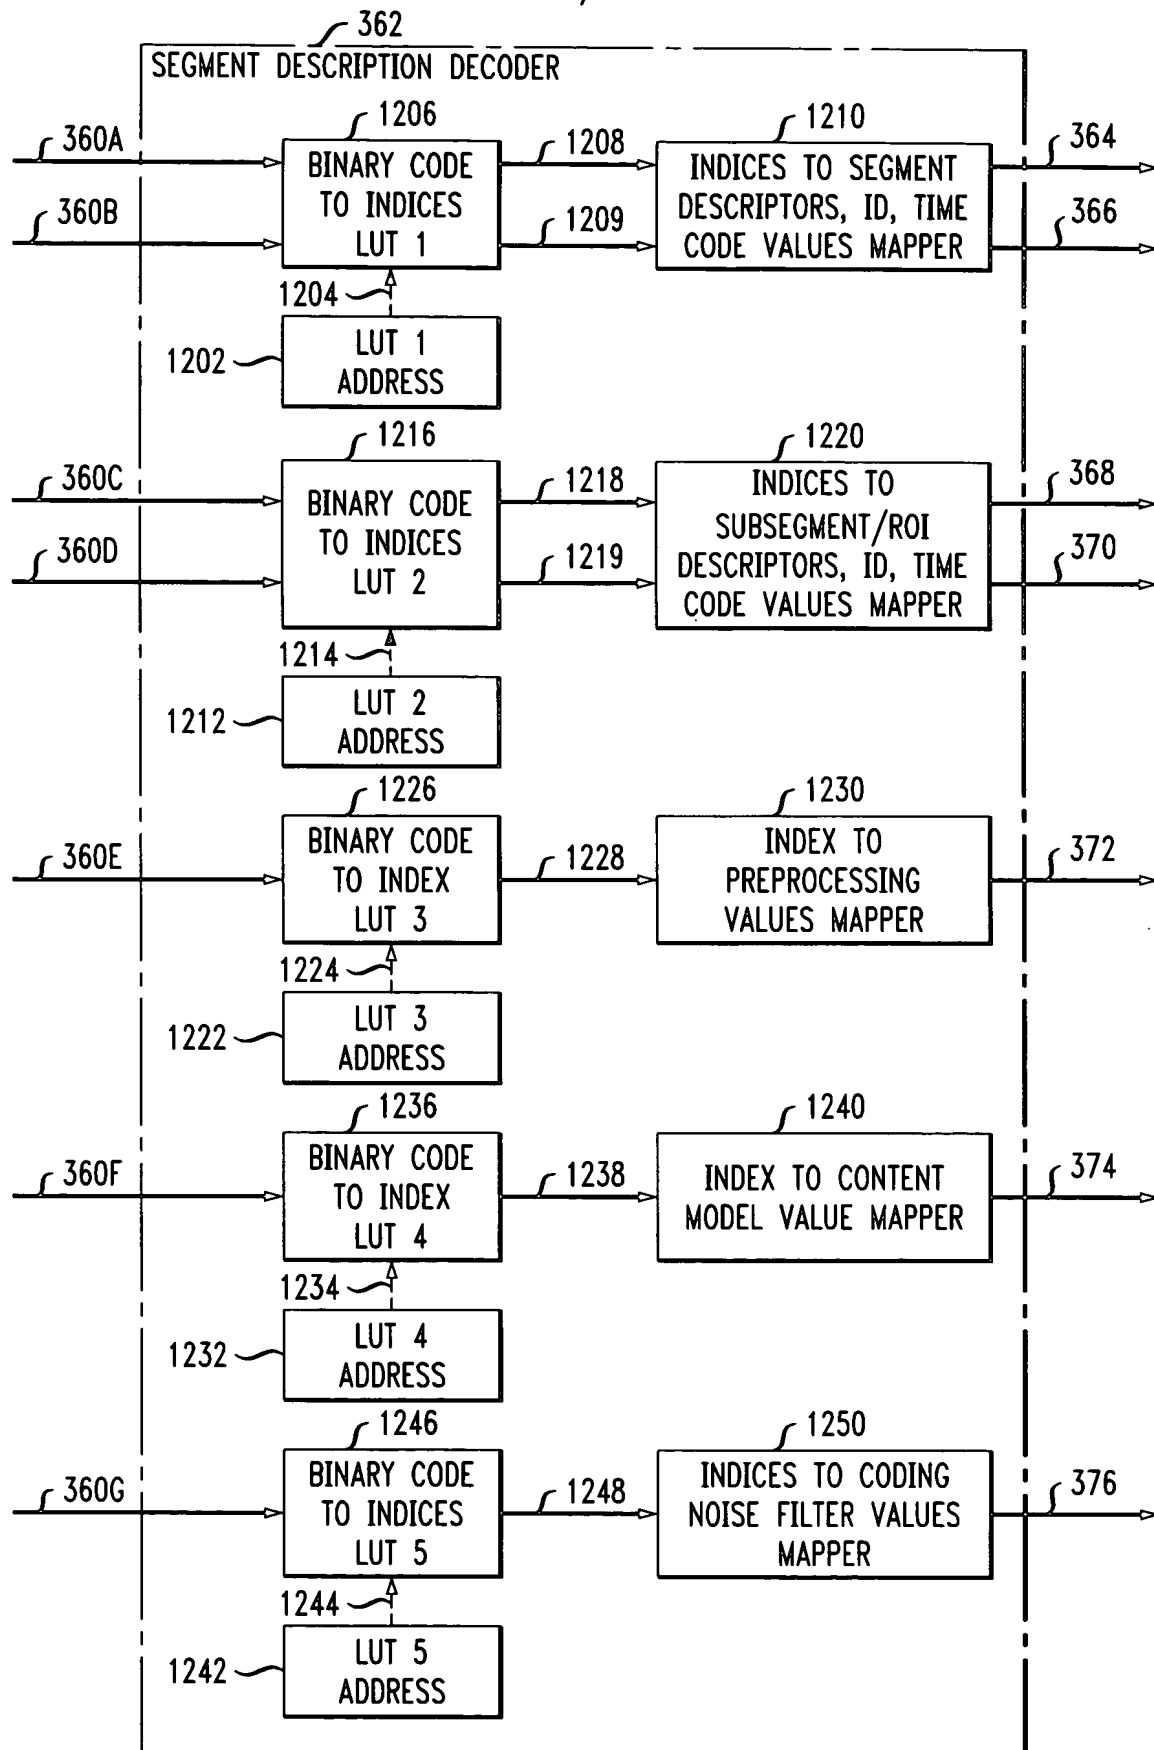 362
SEGMENT DESCRIPTION DECODER
360A
360B
1206
BINARY CODE
TO INDICES
LUT 1
1208
1209
1210
INDICES TO SEGMENT
DESCRIPTORS, ID, TIME
CODE VALUES MAPPER
364
366
1204
1202
LUT 1
ADDRESS
360C
360D
1216
BINARY CODE
TO INDICES
LUT 2
1218
1219
1220
INDICES TO
SUBSEGMENT/ROI
DESCRIPTORS, ID, TIME
CODE VALUES MAPPER
368
370
1214
1212
LUT 2
ADDRESS
360E
1226
BINARY CODE
TO INDEX
LUT 3
1228
1230
INDEX TO
PREPROCESSING
VALUES MAPPER
372
1224
1222
LUT 3
ADDRESS
360F
1236
BINARY CODE
TO INDEX
LUT 4
1238
1240
INDEX TO CONTENT
MODEL VALUE MAPPER
374
1234
1232
LUT 4
ADDRESS
360G
1246
BINARY CODE
TO INDICES
LUT 5
1248
1250
INDICES TO CODING
NOISE FILTER VALUES
MAPPER
376
1244
1242
LUT 5
ADDRESS